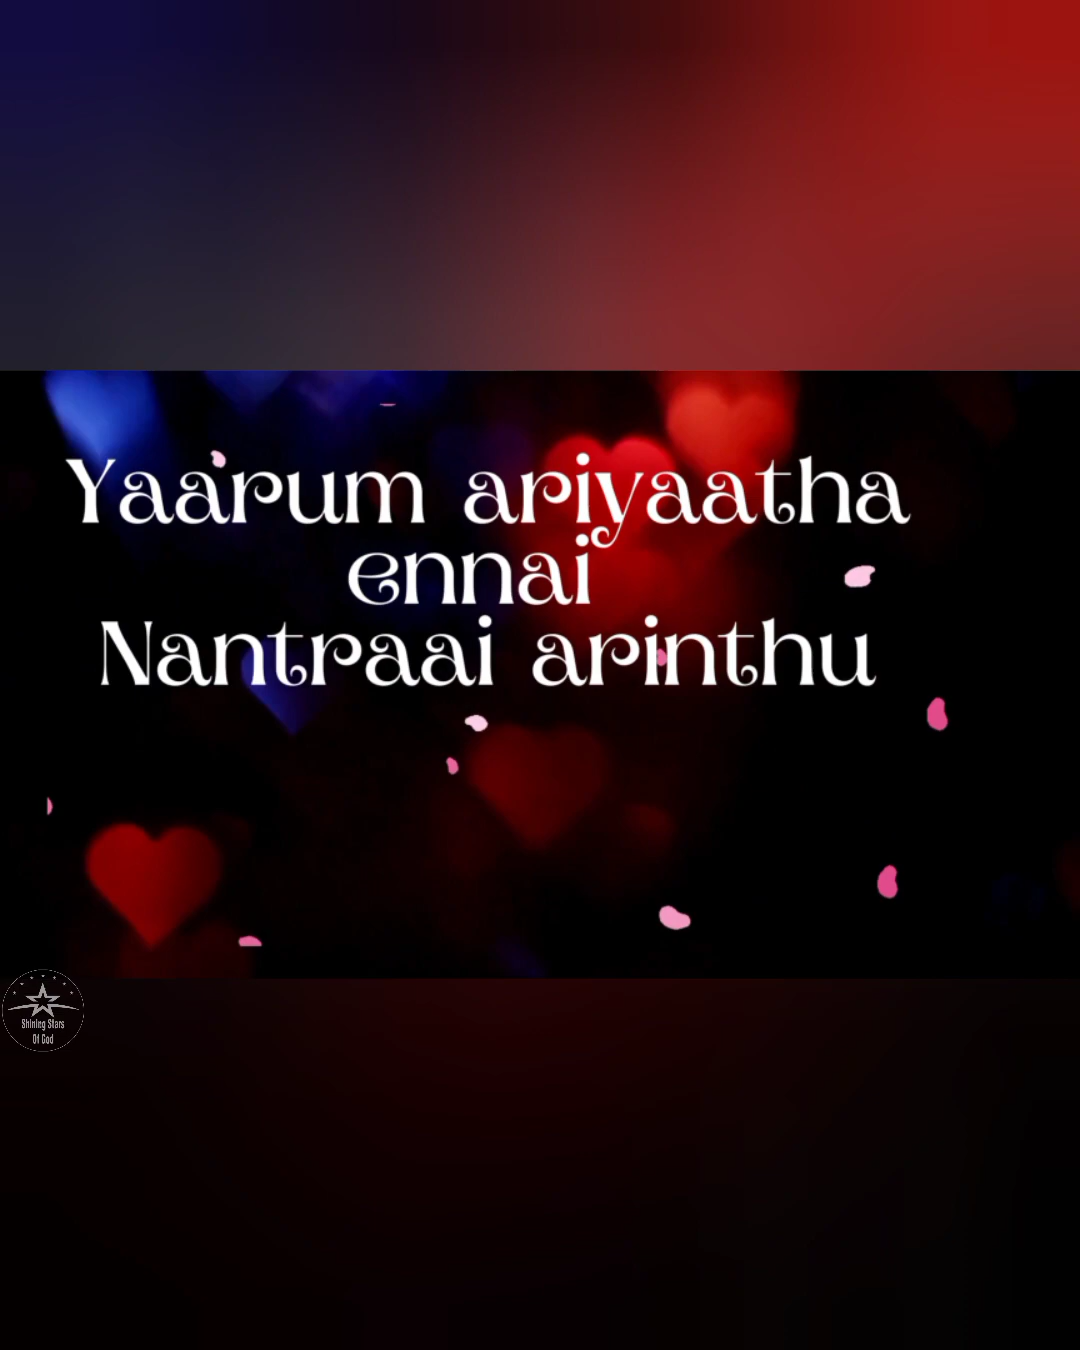 Yaarum ariyaatha
ennai
Nantraai arinthu
Shining Stars
Of God